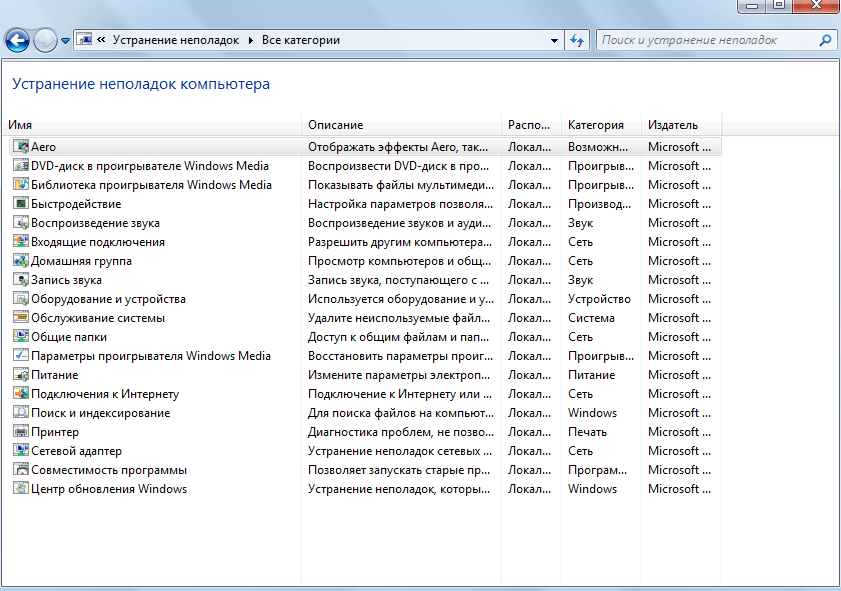 « Устранение неполадок ▸ Все категории Поиск и устранение неполадок
Устранение неполадок компьютера
Имя Описание Распо... Категория Издатель
Aero Отображать эффекты Aero, так... Локал... Возможн... Microsoft ...
DVD-диск в проигрывателе Windows Media Воспроизвести DVD-диск в про... Локал... Проигрыв... Microsoft ...
Библиотека проигрывателя Windows Media Показывать файлы мультимеди... Локал... Проигрыв... Microsoft ...
Быстродействие Настройка параметров позволя... Локал... Производ... Microsoft ...
Воспроизведение звука Воспроизведение звуков и ауди... Локал... Звук Microsoft ...
Входящие подключения Разрешить другим компьютера... Локал... Сеть Microsoft ...
Домашняя группа Просмотр компьютеров и общ... Локал... Сеть Microsoft ...
Запись звука Запись звука, поступающего с ... Локал... Звук Microsoft ...
Оборудование и устройства Используется оборудование и у... Локал... Устройство Microsoft ...
Обслуживание системы Удалите неиспользуемые файл... Локал... Система Microsoft ...
Общие папки Доступ к общим файлам и пап... Локал... Сеть Microsoft ...
Параметры проигрывателя Windows Media Восстановить параметры проиг... Локал... Проигрыв... Microsoft ...
Питание Измените параметры электроп... Локал... Питание Microsoft ...
Подключения к Интернету Подключение к Интернету или ... Локал... Сеть Microsoft ...
Поиск и индексирование Для поиска файлов на компьют... Локал... Windows Microsoft ...
Принтер Диагностика проблем, не позво... Локал... Печать Microsoft ...
Сетевой адаптер Устранение неполадок сетевых ... Локал... Сеть Microsoft ...
Совместимость программы Позволяет запускать старые пр... Локал... Програм... Microsoft ...
Центр обновления Windows Устранение неполадок, которы... Локал... Windows Microsoft ...